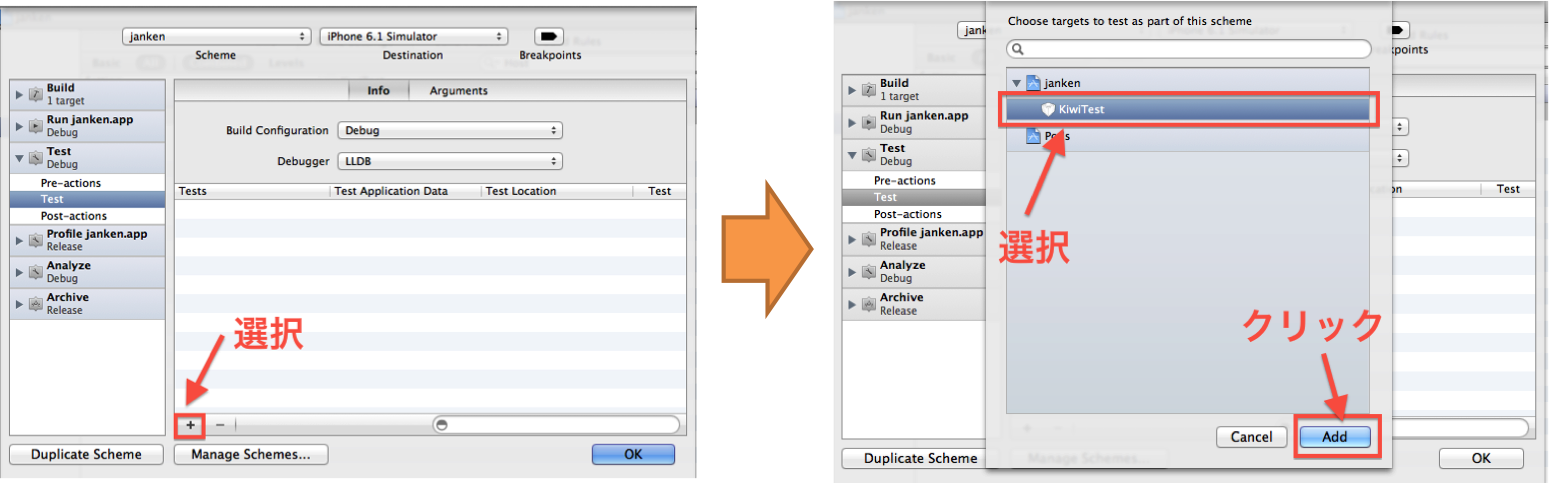 janken
iPhone 6.1 Simulator
Scheme
Destination
Breakpoints
Build
1 target
Run janken.app
Debug
Test
Debug
Pre-actions
Test
Post-actions
Profile janken.app
Release
Analyze
Debug
Archive
Release
Info
Arguments
Build Configuration
Debug
Debugger
LLDB
Tests
Test Application Data
Test Location
Test
選択
+
−
Duplicate Scheme
Manage Schemes...
OK
Choose targets to test as part of this scheme
jank
kpoints
Build
1 target
Run janken.app
Debug
Test
Debug
Pre-actions
Test
Post-actions
Profile janken.app
Release
Analyze
Debug
Archive
Release
janken
KiwiTest
選択
Test
クリック
Cancel
Add
Duplicate Scheme
Manage Schemes...
OK